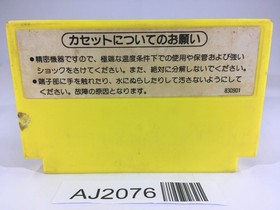 カセットについてのお願い
●精密機器ですので、極端な温度条件下での使用や保管および強い
ショックをさけてください。また、絶対に分解しないでください。
●端子部に手を触れたり、水にぬらしたりして汚さないようにして
ください。故障の原因となります。
830901
AJ2076